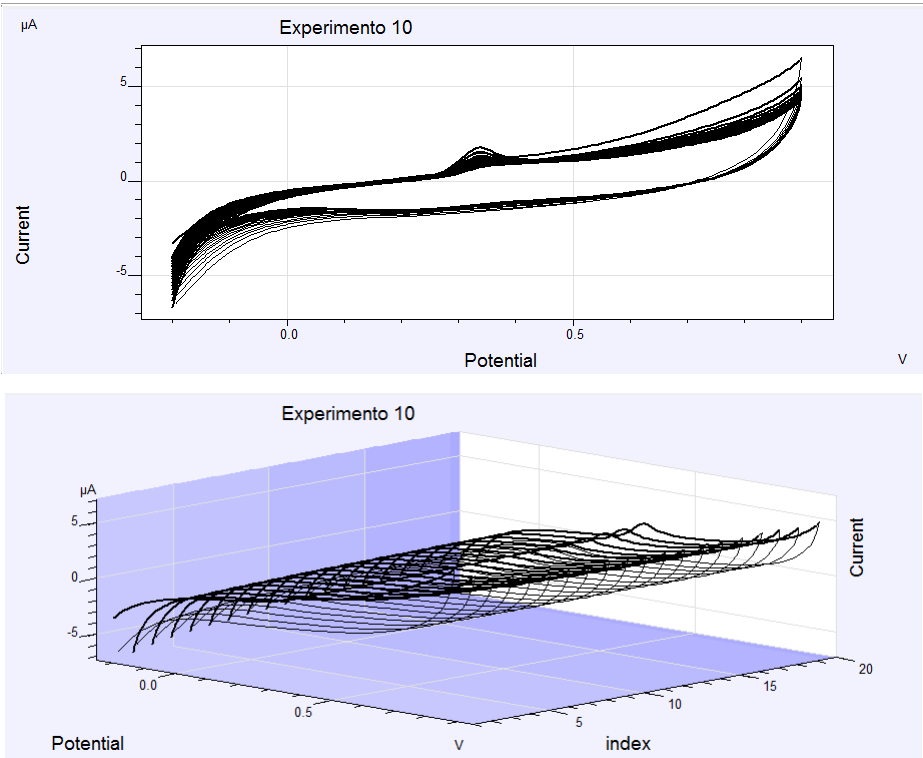 µA
Experimento 10
5
0
-5
Current
0.0
0.5
Potential
V
Experimento 10
µA
5
0
-5
Current
0.0
0.5
5
10
15
20
Potential
V
index